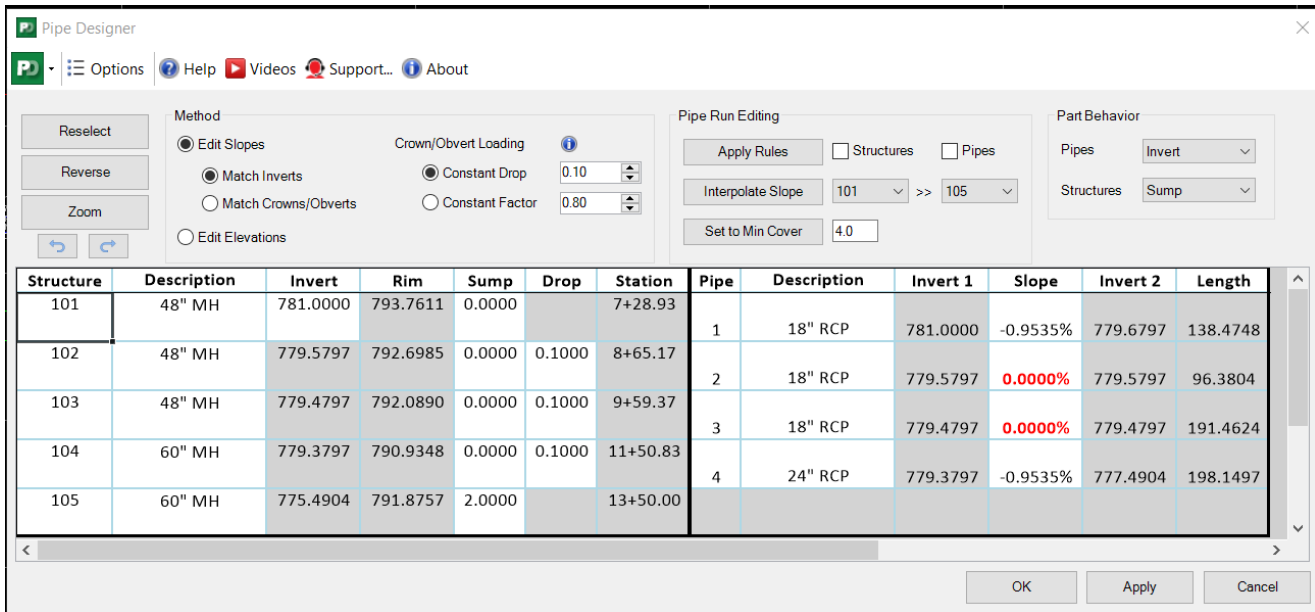 PD Pipe Designer
PD Options Help Videos Support... About
Reselect
Reverse
Zoom
Method
Edit Slopes
Match Inverts
Match Crowns/Obverts
Edit Elevations
Crown/Obvert Loading
Constant Drop 0.10
Constant Factor 0.80
Pipe Run Editing
Apply Rules Structures Pipes
Interpolate Slope 101 >> 105
Set to Min Cover 4.0
Part Behavior
Pipes Invert
Structures Sump
Structure Description Invert Rim Sump Drop Station Pipe Description Invert 1 Slope Invert 2 Length
101 48" MH 781.0000 793.7611 0.0000 7+28.93
1 18" RCP 781.0000 -0.9535% 779.6797 138.4748
102 48" MH 779.5797 792.6985 0.0000 0.1000 8+65.17
2 18" RCP 779.5797 0.0000% 779.5797 96.3804
103 48" MH 779.4797 792.0890 0.0000 0.1000 9+59.37
3 18" RCP 779.4797 0.0000% 779.4797 191.4624
104 60" MH 779.3797 790.9348 0.0000 0.1000 11+50.83
4 24" RCP 779.3797 -0.9535% 777.4904 198.1497
105 60" MH 775.4904 791.8757 2.0000 13+50.00
OK Apply Cancel